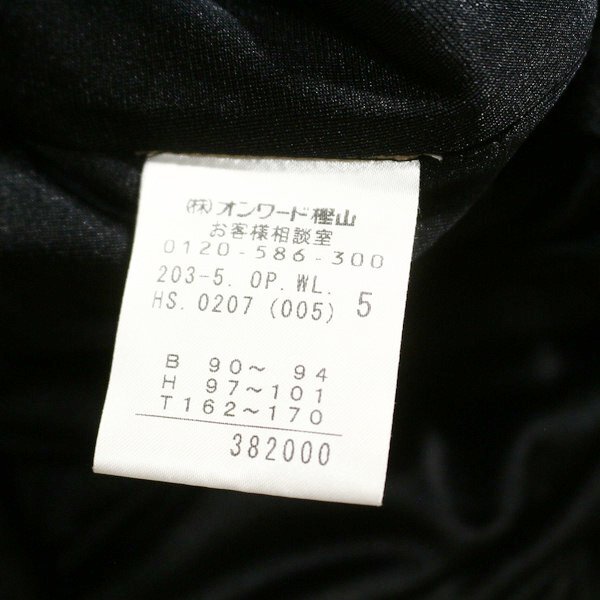 (株)オンワード樫山
お客様相談室
0120-586-300
203-5. OP. WL. 5
HS. 0207 (005)
B 90～ 94
H 97～101
T162～170
382000